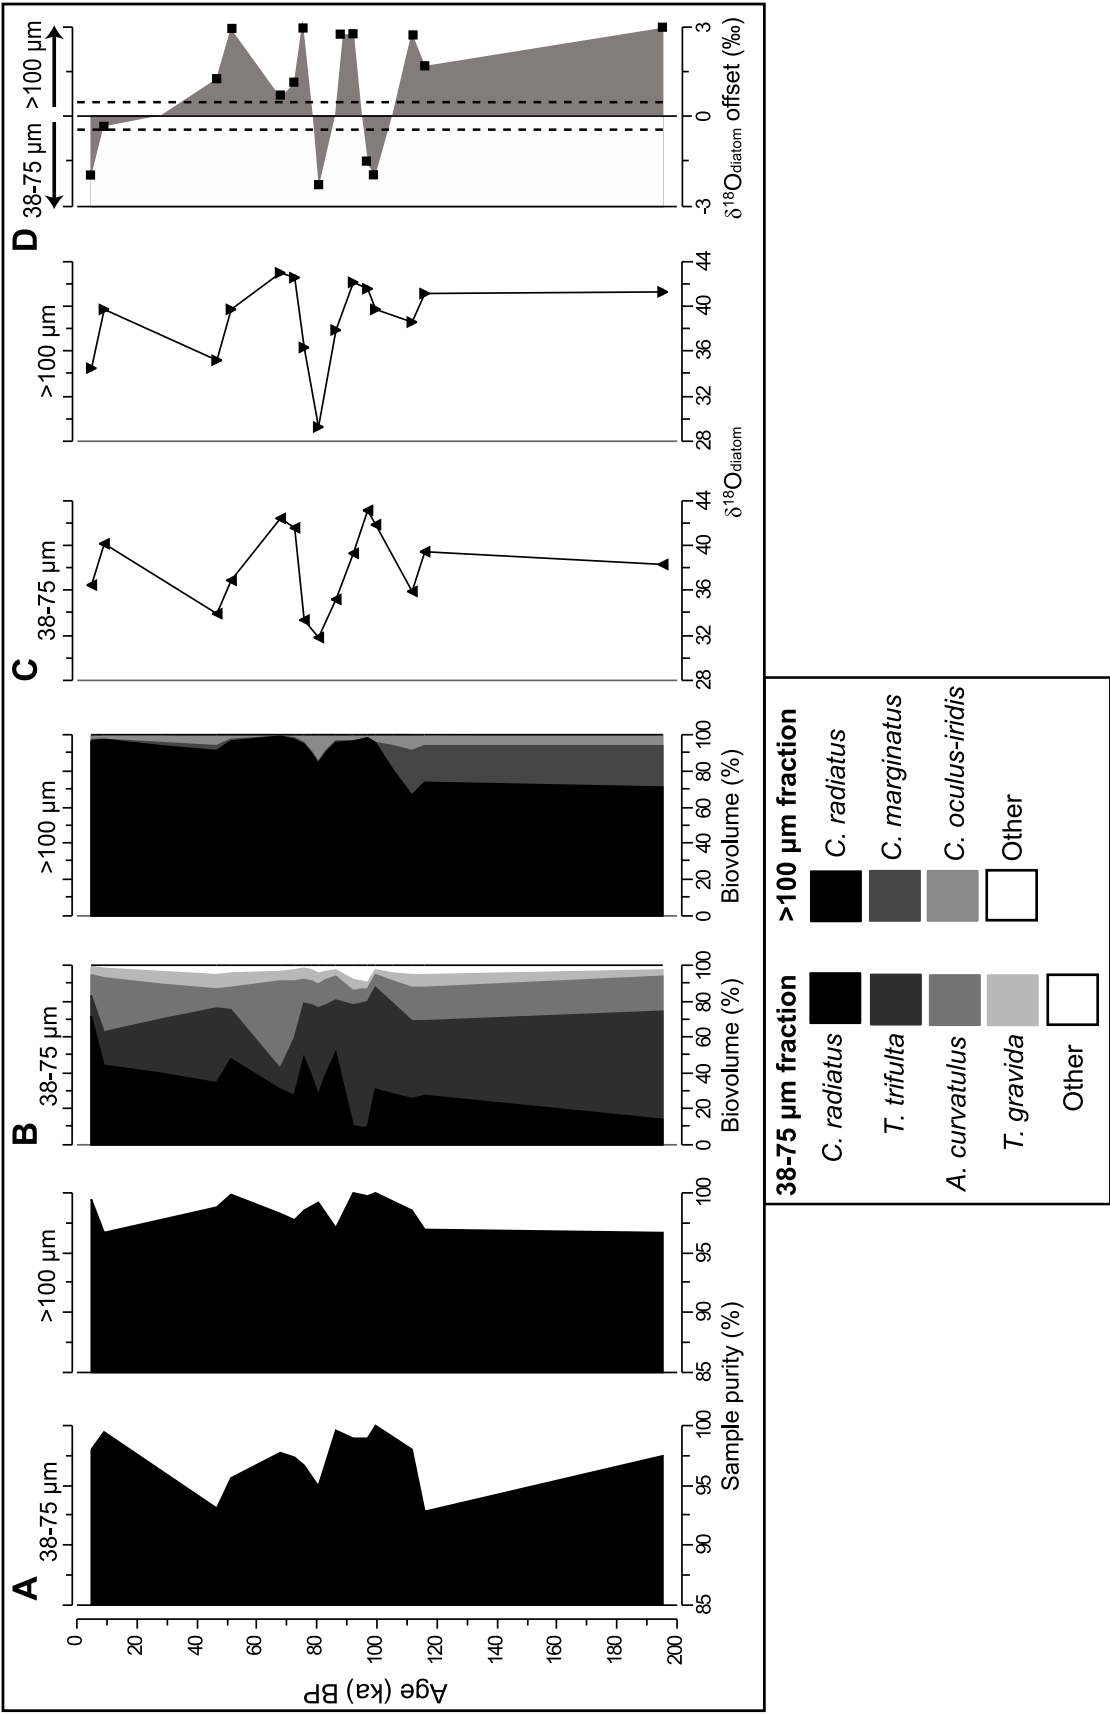 A
B
C
D
38-75 µm
>100 µm
38-75 µm
>100 µm
38-75 µm
>100 µm
38-75 µm
>100 µm
0
20
40
60
80
100
120
140
160
180
200
Age (ka) BP
85
90
95
100
85
90
95
100
Sample purity (%)
0
20
40
60
80
100
Biovolume (%)
0
20
40
60
80
100
Biovolume (%)
28
32
36
40
44
28
32
36
40
44
δ18Odiatom
-3
0
3
δ18Odiatom offset (‰)
38-75 µm fraction
C. radiatus
T. trifulta
A. curvatulus
T. gravida
Other
>100 µm fraction
C. radiatus
C. marginatus
C. oculus-iridis
Other